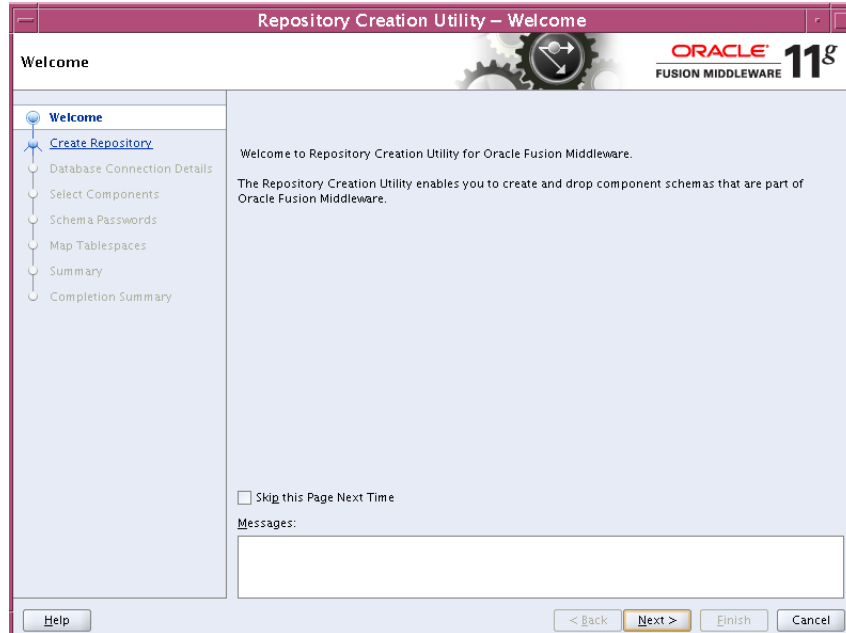 Repository Creation Utility – Welcome
Welcome
ORACLE
FUSION MIDDLEWARE
11g
Welcome
Create Repository
Database Connection Details
Select Components
Schema Passwords
Map Tablespaces
Summary
Completion Summary
Welcome to Repository Creation Utility for Oracle Fusion Middleware.
The Repository Creation Utility enables you to create and drop component schemas that are part of
Oracle Fusion Middleware.
Skip this Page Next Time
Messages:
Help
< Back
Next >
Finish
Cancel